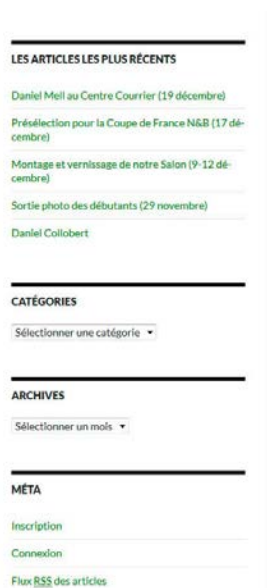 LES ARTICLES LES PLUS RÉCENTS
Daniel Meil au Centre Courrier (19 décembre)
Présélection pour la Coupe de France N&B (17 dé-
cembre)
Montage et vernissage de notre Salon (9-12 dé-
cembre)
Sortie photo des débutants (29 novembre)
Daniel Collobert
CATÉGORIES
Sélectionner une catégorie
ARCHIVES
Sélectionner un mois
MÉTA
Inscription
Connexion
Flux RSS des articles